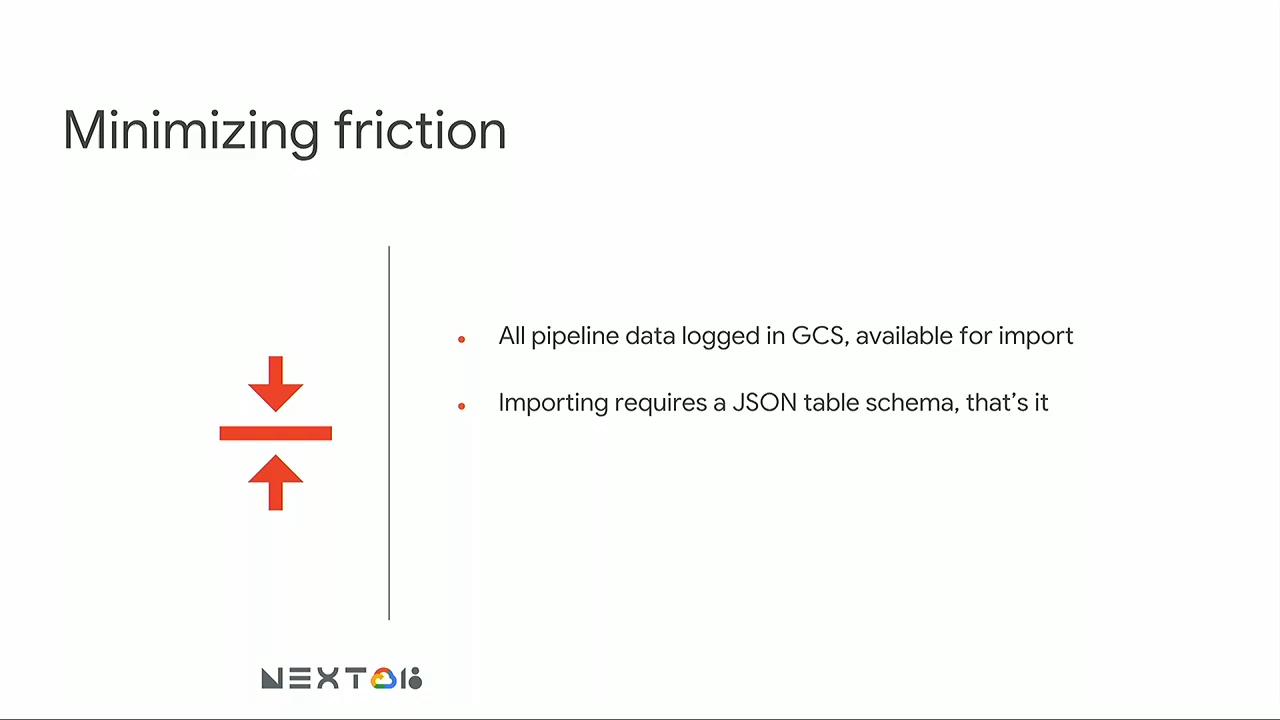 Minimizing friction
All pipeline data logged in GCS, available for import
Importing requires a JSON table schema, that's it
NEXT 18